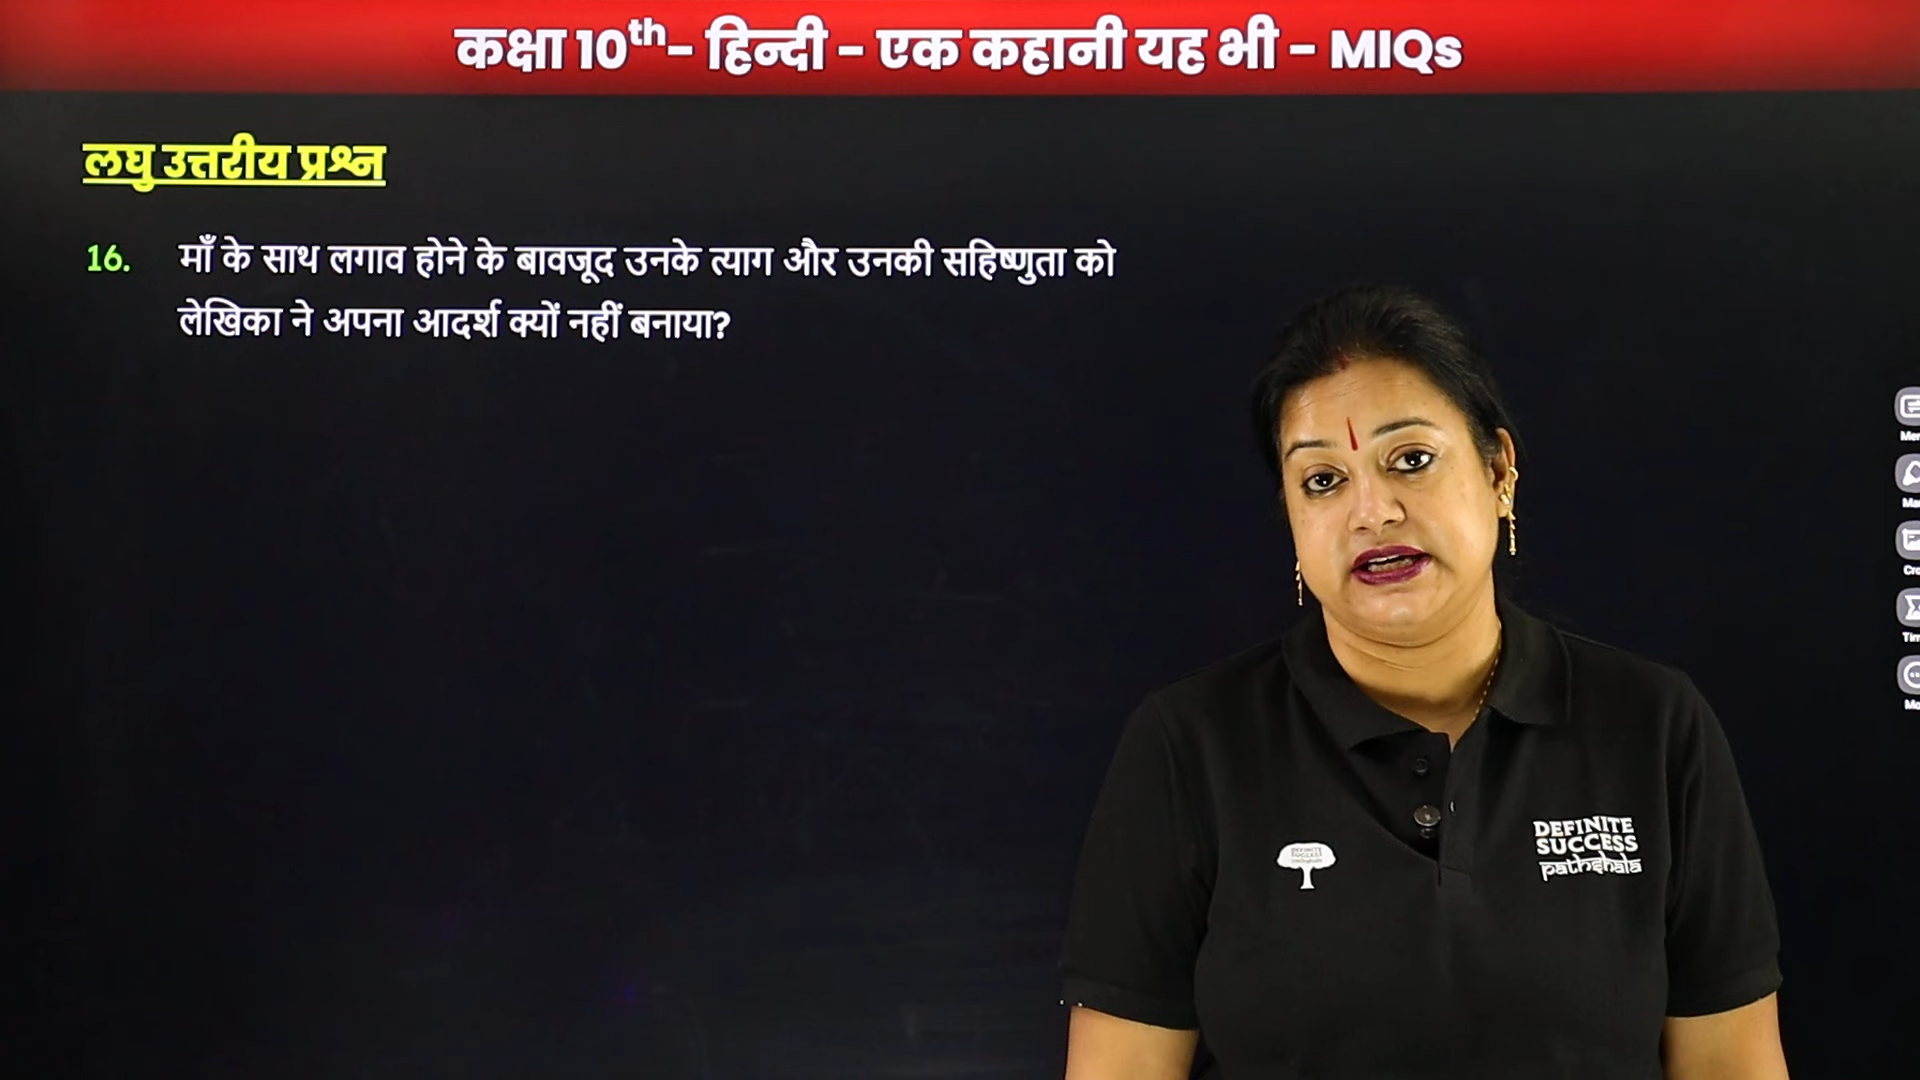 कक्षा 10th- हिन्दी - एक कहानी यह भी - MIQs
लघु उत्तरीय प्रश्न
16. माँ के साथ लगाव होने के बावजूद उनके त्याग और उनकी सहिष्णुता को
लेखिका ने अपना आदर्श क्यों नहीं बनाया?
DEFINITE
SUCCESS
pathshala